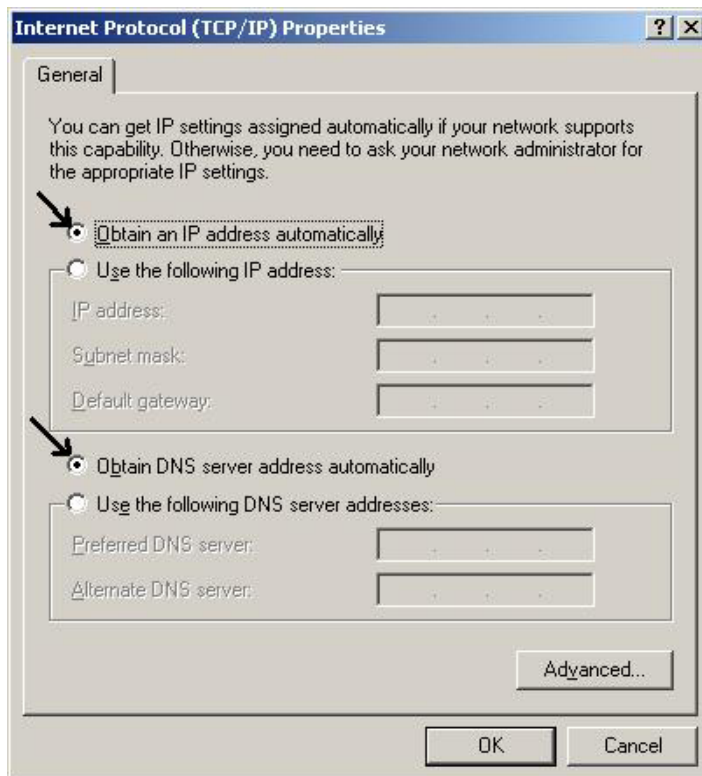 Internet Protocol (TCP/IP) Properties
General
You can get IP settings assigned automatically if your network supports
this capability. Otherwise, you need to ask your network administrator for
the appropriate IP settings.
Obtain an IP address automatically
Use the following IP address:
IP address:
Subnet mask:
Default gateway:
Obtain DNS server address automatically
Use the following DNS server addresses:
Preferred DNS server:
Alternate DNS server:
Advanced...
OK Cancel